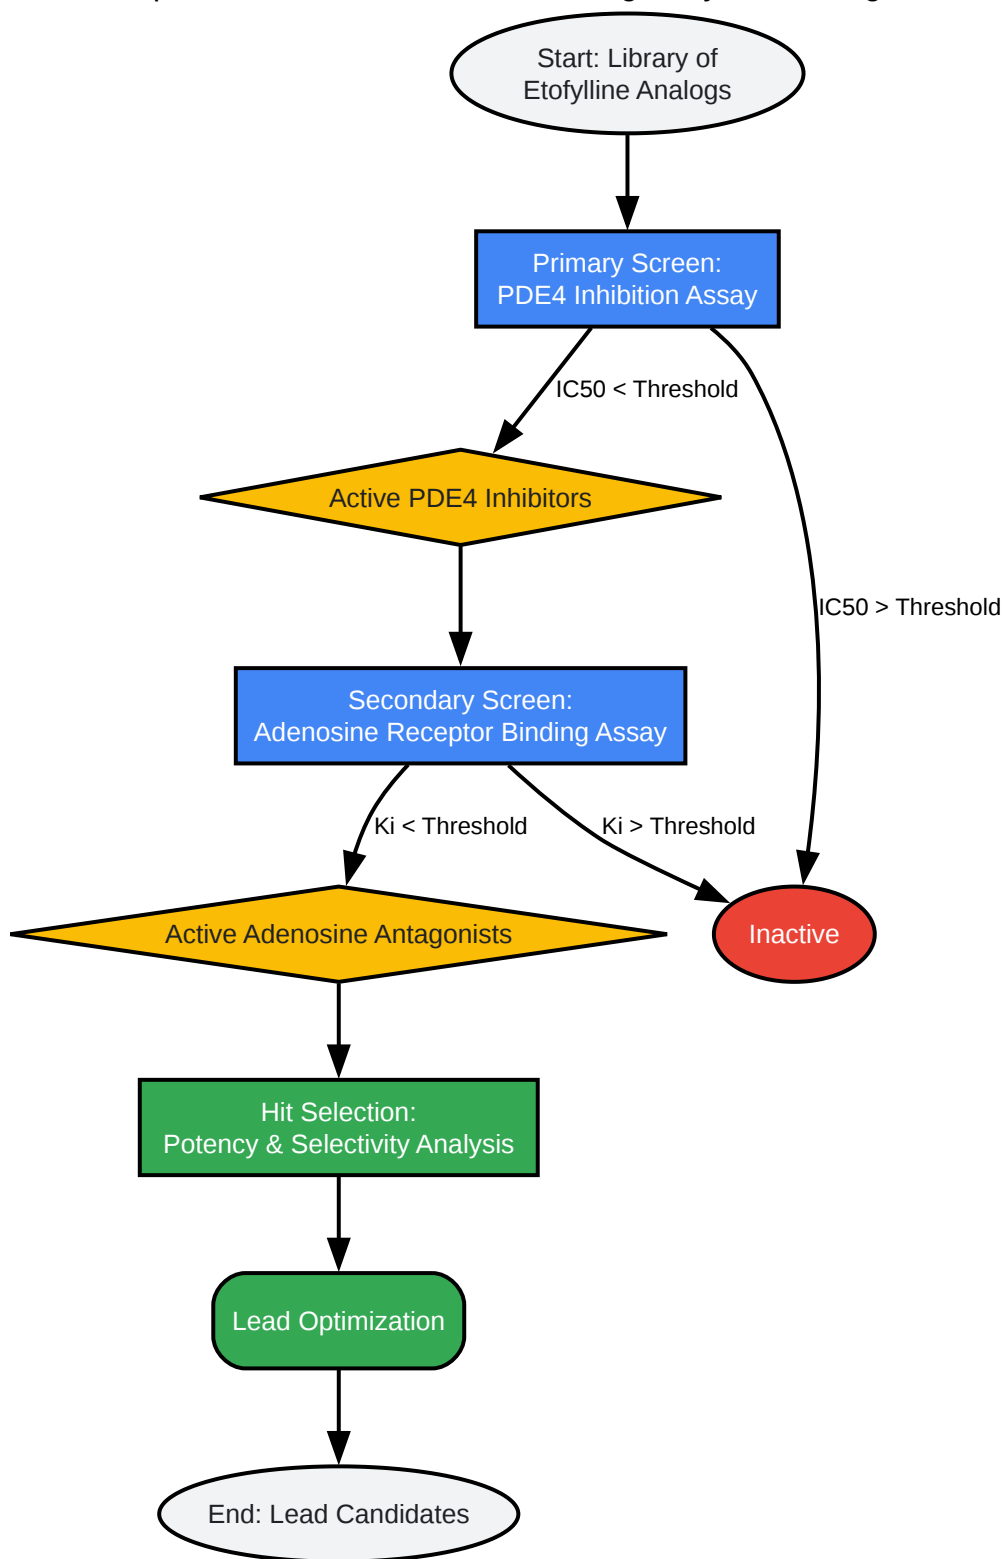 Start: Library of
Etofylline Analogs
Primary Screen:
PDE4 Inhibition Assay
IC50 < Threshold
Active PDE4 Inhibitors
IC50 > Threshold
Secondary Screen:
Adenosine Receptor Binding Assay
Ki < Threshold
Ki > Threshold
Active Adenosine Antagonists
Inactive
Hit Selection:
Potency & Selectivity Analysis
Lead Optimization
End: Lead Candidates